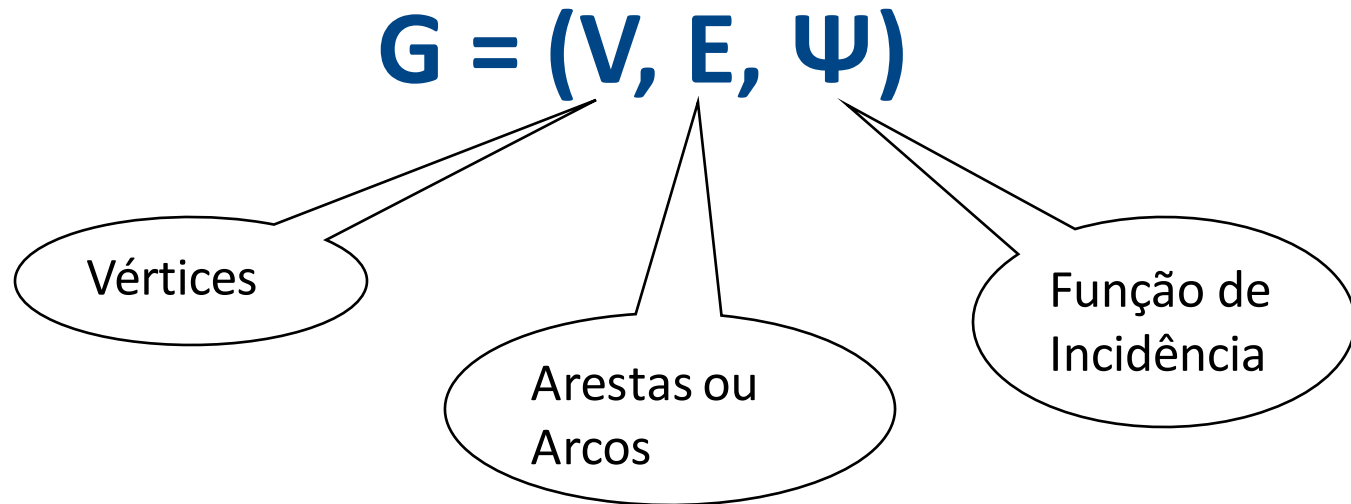 G = (V, E, Ψ)
Vértices
Arestas ou
Arcos
Função de
Incidência